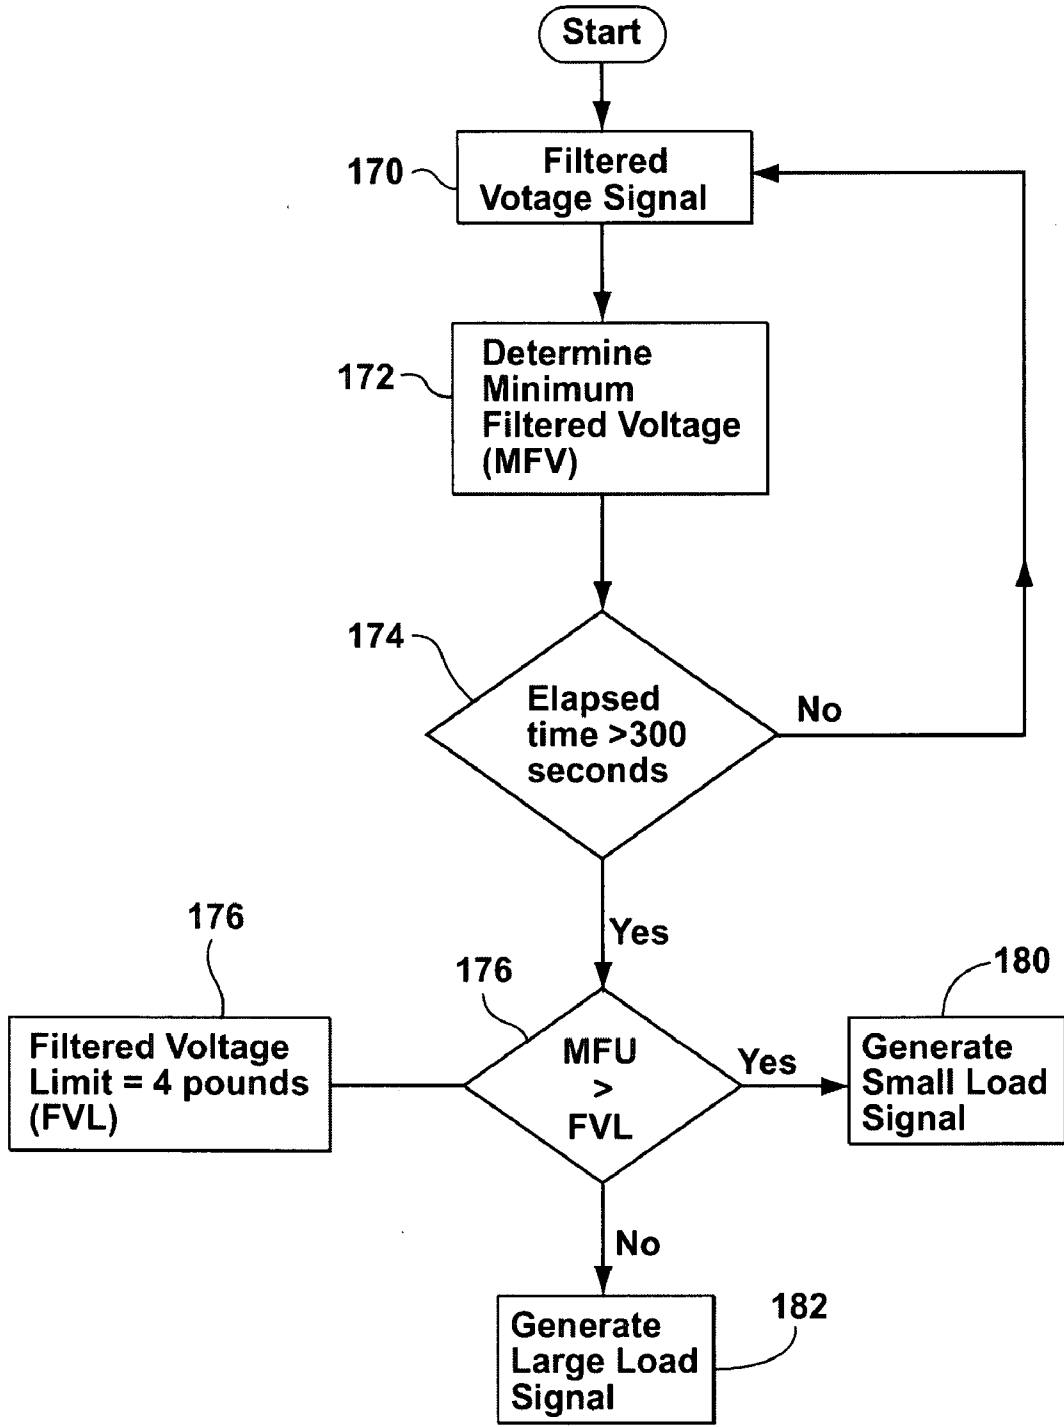 Start
170
Filtered
Votage Signal
172
Determine
Minimum
Filtered Voltage
(MFV)
174
Elapsed
time >300
seconds
No
Yes
176
Filtered Voltage
Limit = 4 pounds
(FVL)
176
MFU
>
FVL
Yes
180
Generate
Small Load
Signal
No
182
Generate
Large Load
Signal